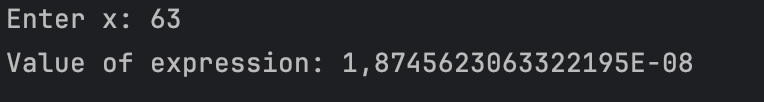 Enter x: 63
Value of expression: 1,8745623063322195E-08